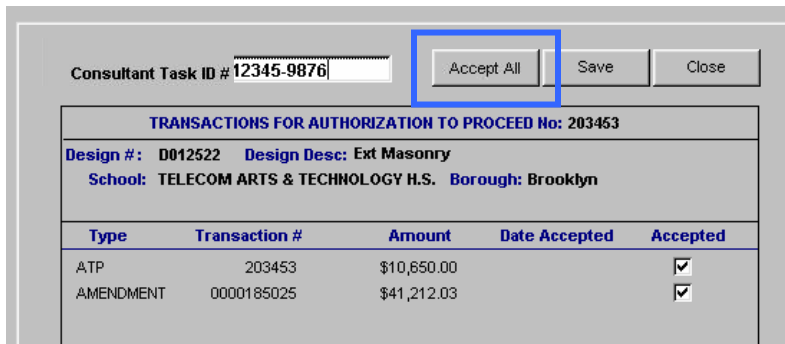 Consultant Task ID # 12345-9876 Accept All Save Close
TRANSACTIONS FOR AUTHORIZATION TO PROCEED No: 203453
Design #: D012522 Design Desc: Ext Masonry
School: TELECOM ARTS & TECHNOLOGY H.S. Borough: Brooklyn
Type Transaction # Amount Date Accepted Accepted
ATP 203453 $10,650.00
AMENDMENT 0000185025 $41,212.03